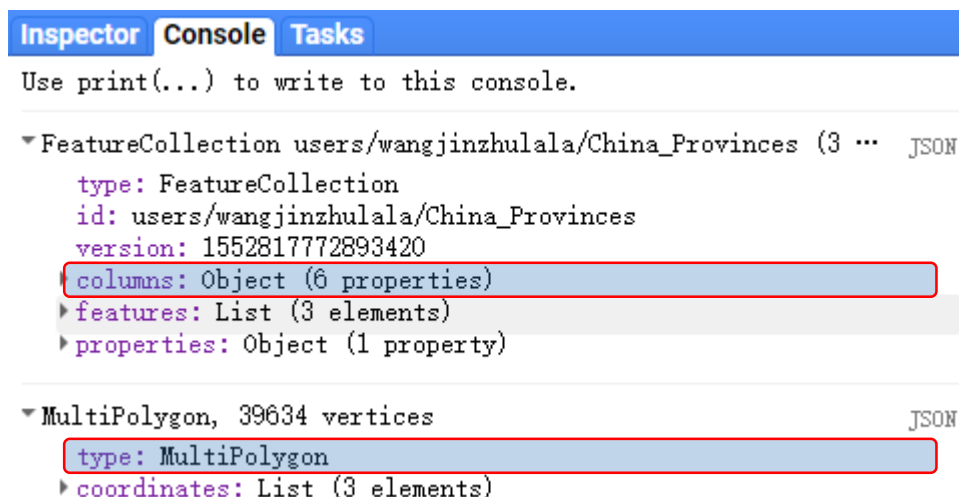 Inspector Console Tasks
Use print(...) to write to this console.
FeatureCollection users/wangjinzhulala/China_Provinces (3 ⋯ JSON
type: FeatureCollection
id: users/wangjinzhulala/China_Provinces
version: 1552817772893420
columns: Object (6 properties)
features: List (3 elements)
properties: Object (1 property)
MultiPolygon, 39634 vertices JSON
type: MultiPolygon
coordinates: List (3 elements)